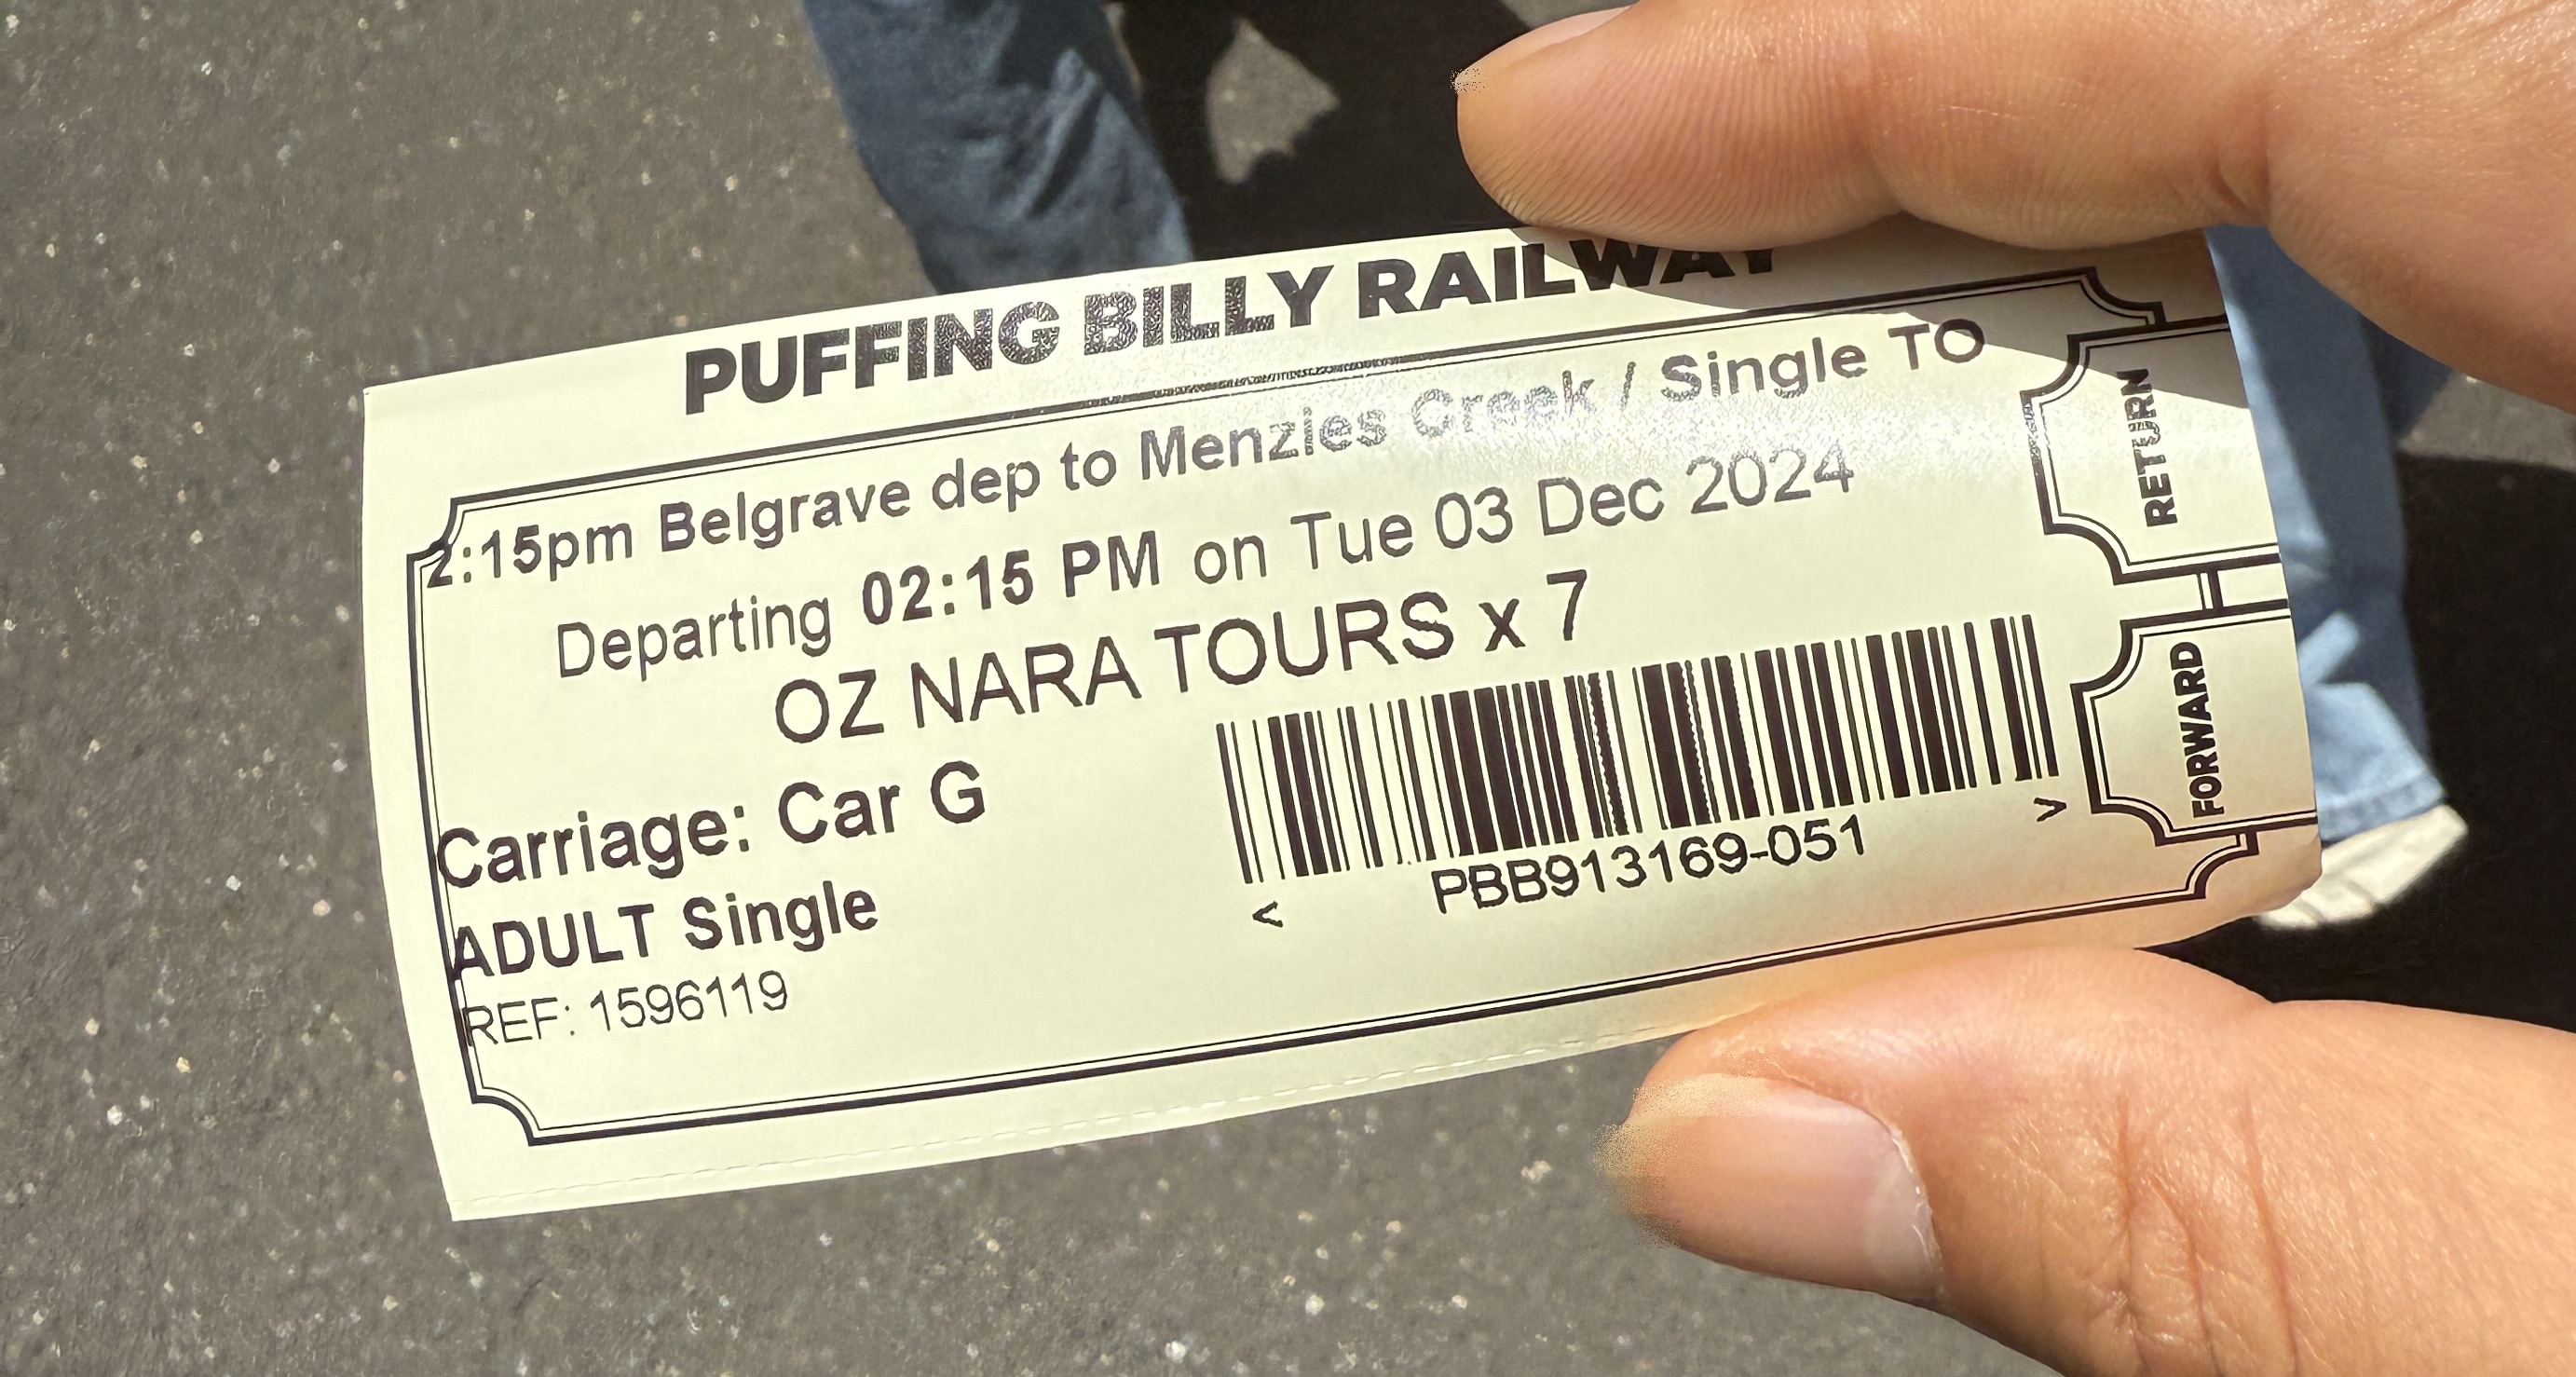 PUFFING BILLY RAILWAY
2:15pm Belgrave dep to Menzies Creek / Single TO
Departing 02:15 PM on Tue 03 Dec 2024
OZ NARA TOURS x 7
Carriage: Car G
ADULT Single
REF: 1596119
< >
PBB913169-051
RETURN
FORWARD